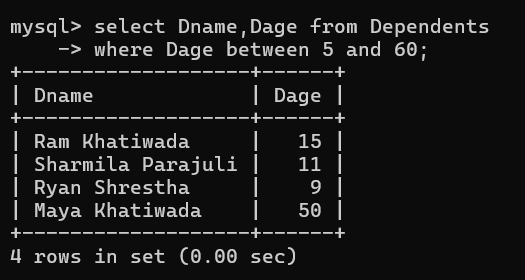 mysql> select Dname,Dage from Dependents
    -> where Dage between 5 and 60;
+-------------------+------+
| Dname             | Dage |
+-------------------+------+
| Ram Khatiwada     |   15 |
| Sharmila Parajuli |   11 |
| Ryan Shrestha     |    9 |
| Maya Khatiwada    |   50 |
+-------------------+------+
4 rows in set (0.00 sec)